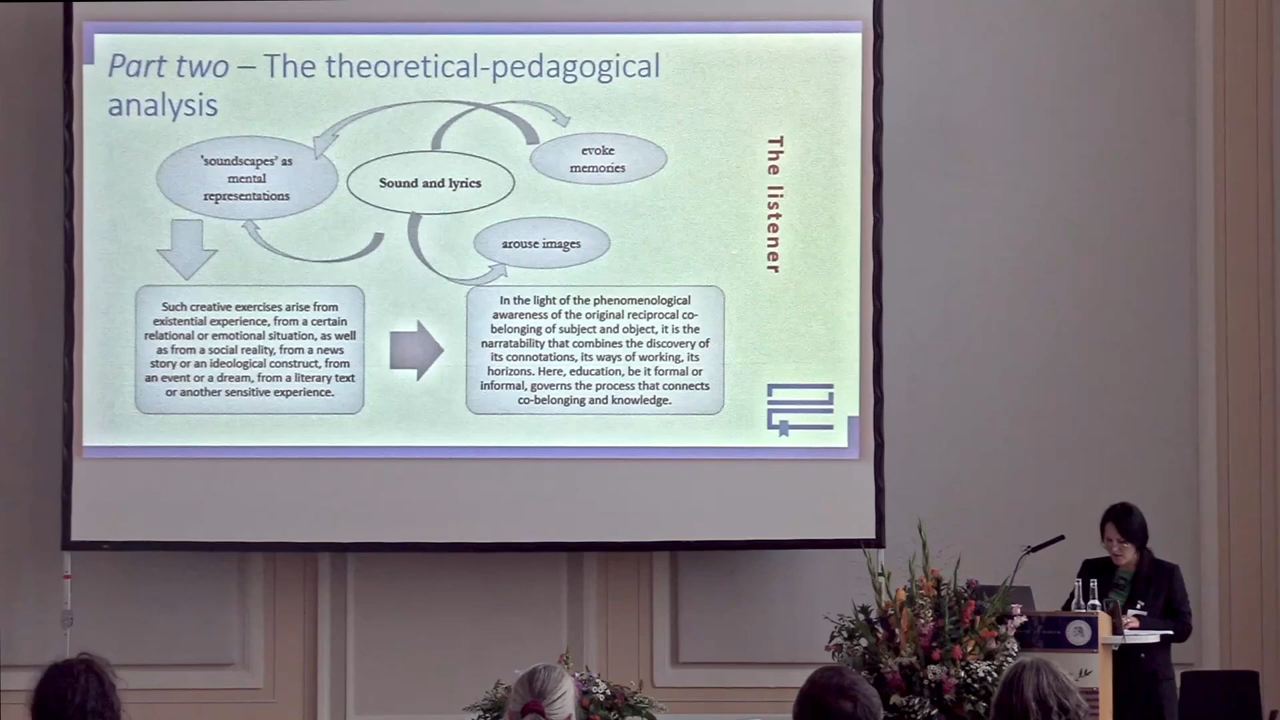 Part two – The theoretical-pedagogical
analysis
'soundscapes' as
mental
representations
Sound and lyrics
evoke
memories
arouse images
The listener
Such creative exercises arise from
existential experience, from a certain
relational or emotional situation, as well
as from a social reality, from a news
story or an ideological construct, from
an event or a dream, from a literary text
or another sensitive experience.
In the light of the phenomenological
awareness of the original reciprocal co-
belonging of subject and object, it is the
narratability that combines the discovery of
its connotations, its ways of working, its
horizons. Here, education, be it formal or
informal, governs the process that connects
co-belonging and knowledge.